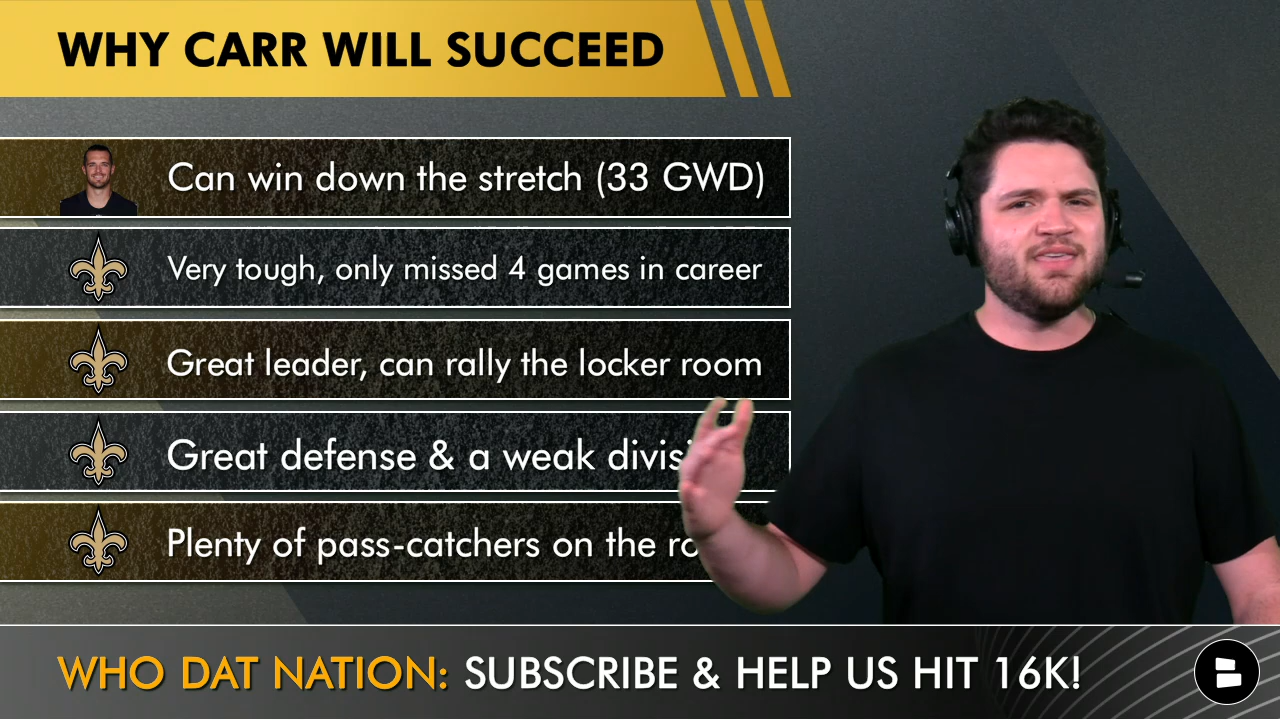 WHY CARR WILL SUCCEED
Can win down the stretch (33 GWD)
Very tough, only missed 4 games in career
Great leader, can rally the locker room
Great defense & a weak
Plenty of pass-catchers on the
WHO DAT NATION: SUBSCRIBE & HELP US HIT 16K!